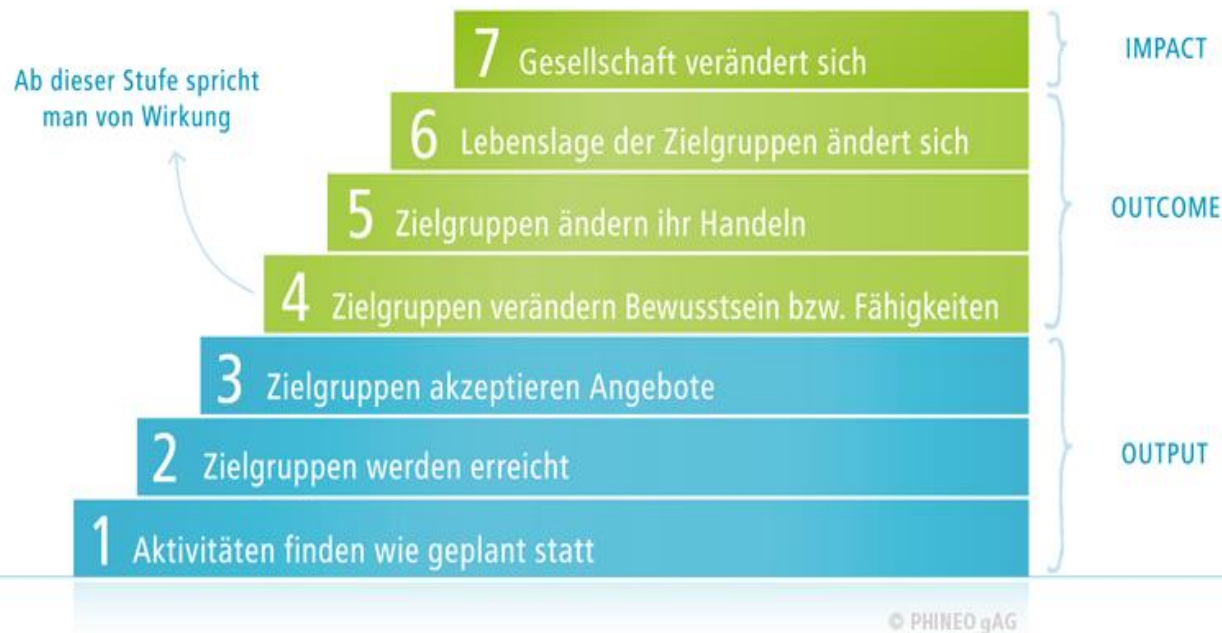 7 Gesellschaft verändert sich
IMPACT
Ab dieser Stufe spricht
man von Wirkung
6 Lebenslage der Zielgruppen ändert sich
5 Zielgruppen ändern ihr Handeln
OUTCOME
4 Zielgruppen verändern Bewusstsein bzw. Fähigkeiten
3 Zielgruppen akzeptieren Angebote
2 Zielgruppen werden erreicht
OUTPUT
1 Aktivitäten finden wie geplant statt
© PHINEO gAG